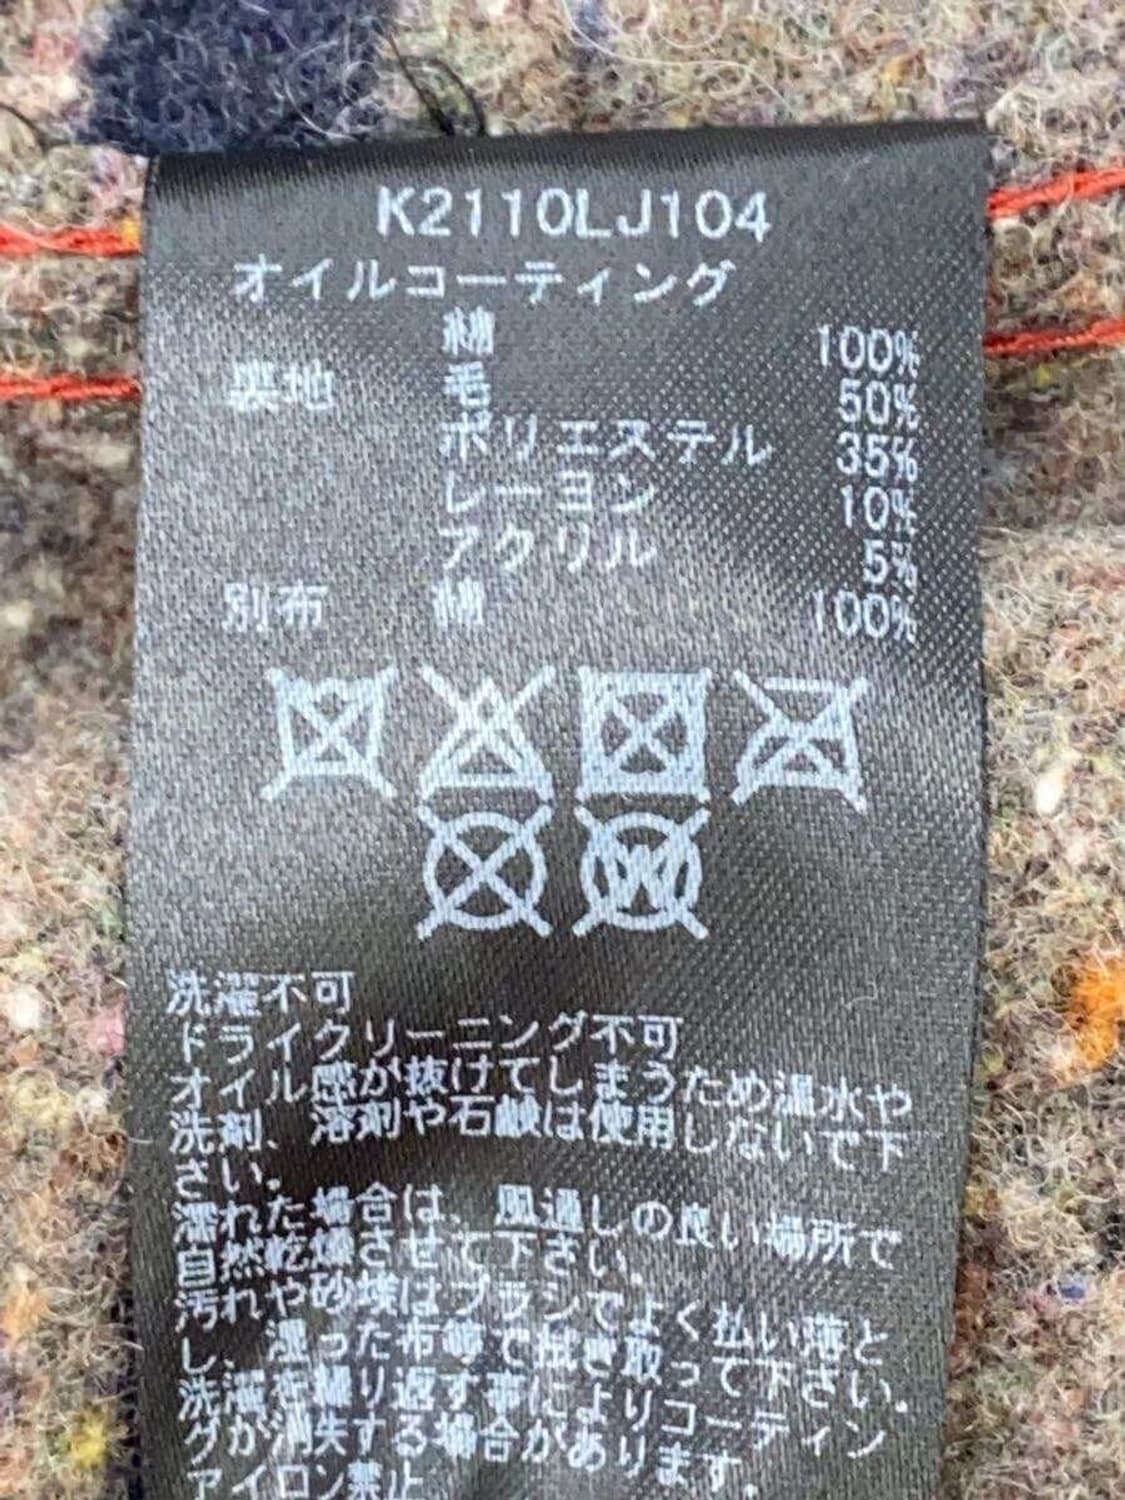 K2110LJ104
オイルコーティング
綿 100%
裏地 毛 50%
ポリエステル 35%
レーヨン 10%
アクリル 5%
別布 綿 100%
W
洗濯不可
ドライクリーニング不可
オイル感が抜けてしまうため温水や
洗剤、溶剤や石鹸は使用しないで下
さい。
濡れた場合は、風通しの良い場所で
自然乾燥させて下さい。
汚れや砂埃はブラシでよく払い落と
し、湿った布等で拭き取って下さい。
洗濯を繰り返す事によりコーティン
グが消失する場合があります。
アイロン禁止